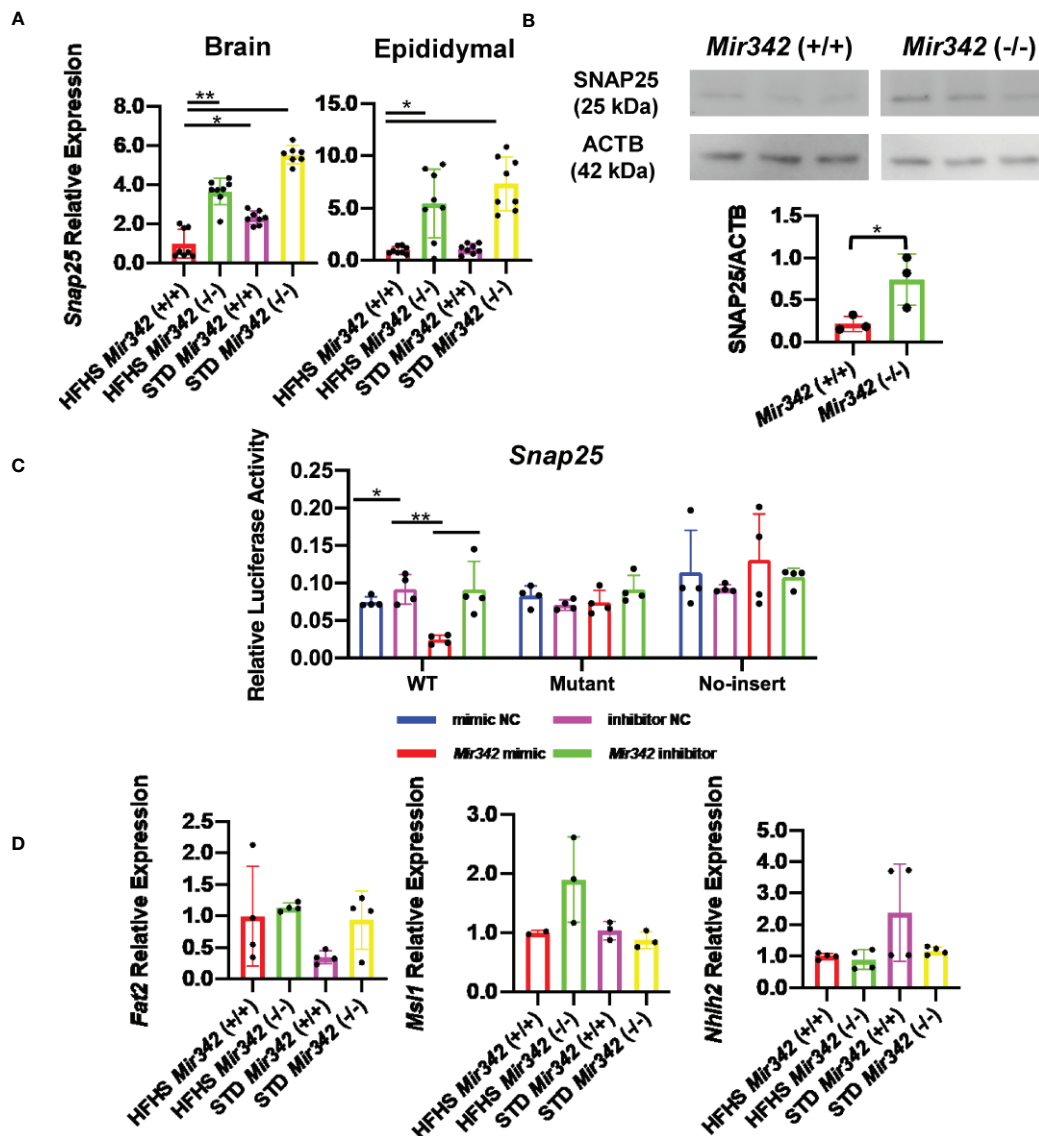 A
Brain
Epididymal
Snap25 Relative Expression
8.0
6.0
4.0
2.0
0.0
**
*
15.0
10.0
5.0
0.0
*
HFHS Mir342 (+/+)
HFHS Mir342 (-/-)
STD Mir342 (+/+)
STD Mir342 (-/-)
HFHS Mir342 (+/+)
HFHS Mir342 (-/-)
STD Mir342 (+/+)
STD Mir342 (-/-)
B
Mir342 (+/+)
Mir342 (-/-)
SNAP25
(25 kDa)
ACTB
(42 kDa)
SNAP25/ACTB
1.5
1.0
0.5
0.0
*
Mir342 (+/+)
Mir342 (-/-)
C
Snap25
Relative Luciferase Activity
0.25
0.20
0.15
0.10
0.05
0.00
*
**
WT
Mutant
No-insert
mimic NC
inhibitor NC
Mir342 mimic
Mir342 inhibitor
D
Fat2 Relative Expression
2.5
2.0
1.5
1.0
0.5
0.0
HFHS Mir342 (+/+)
HFHS Mir342 (-/-)
STD Mir342 (+/+)
STD Mir342 (-/-)
Msl1 Relative Expression
3.0
2.0
1.0
0.0
HFHS Mir342 (+/+)
HFHS Mir342 (-/-)
STD Mir342 (+/+)
STD Mir342 (-/-)
Nhlh2 Relative Expression
5.0
4.0
3.0
2.0
1.0
0.0
HFHS Mir342 (+/+)
HFHS Mir342 (-/-)
STD Mir342 (+/+)
STD Mir342 (-/-)